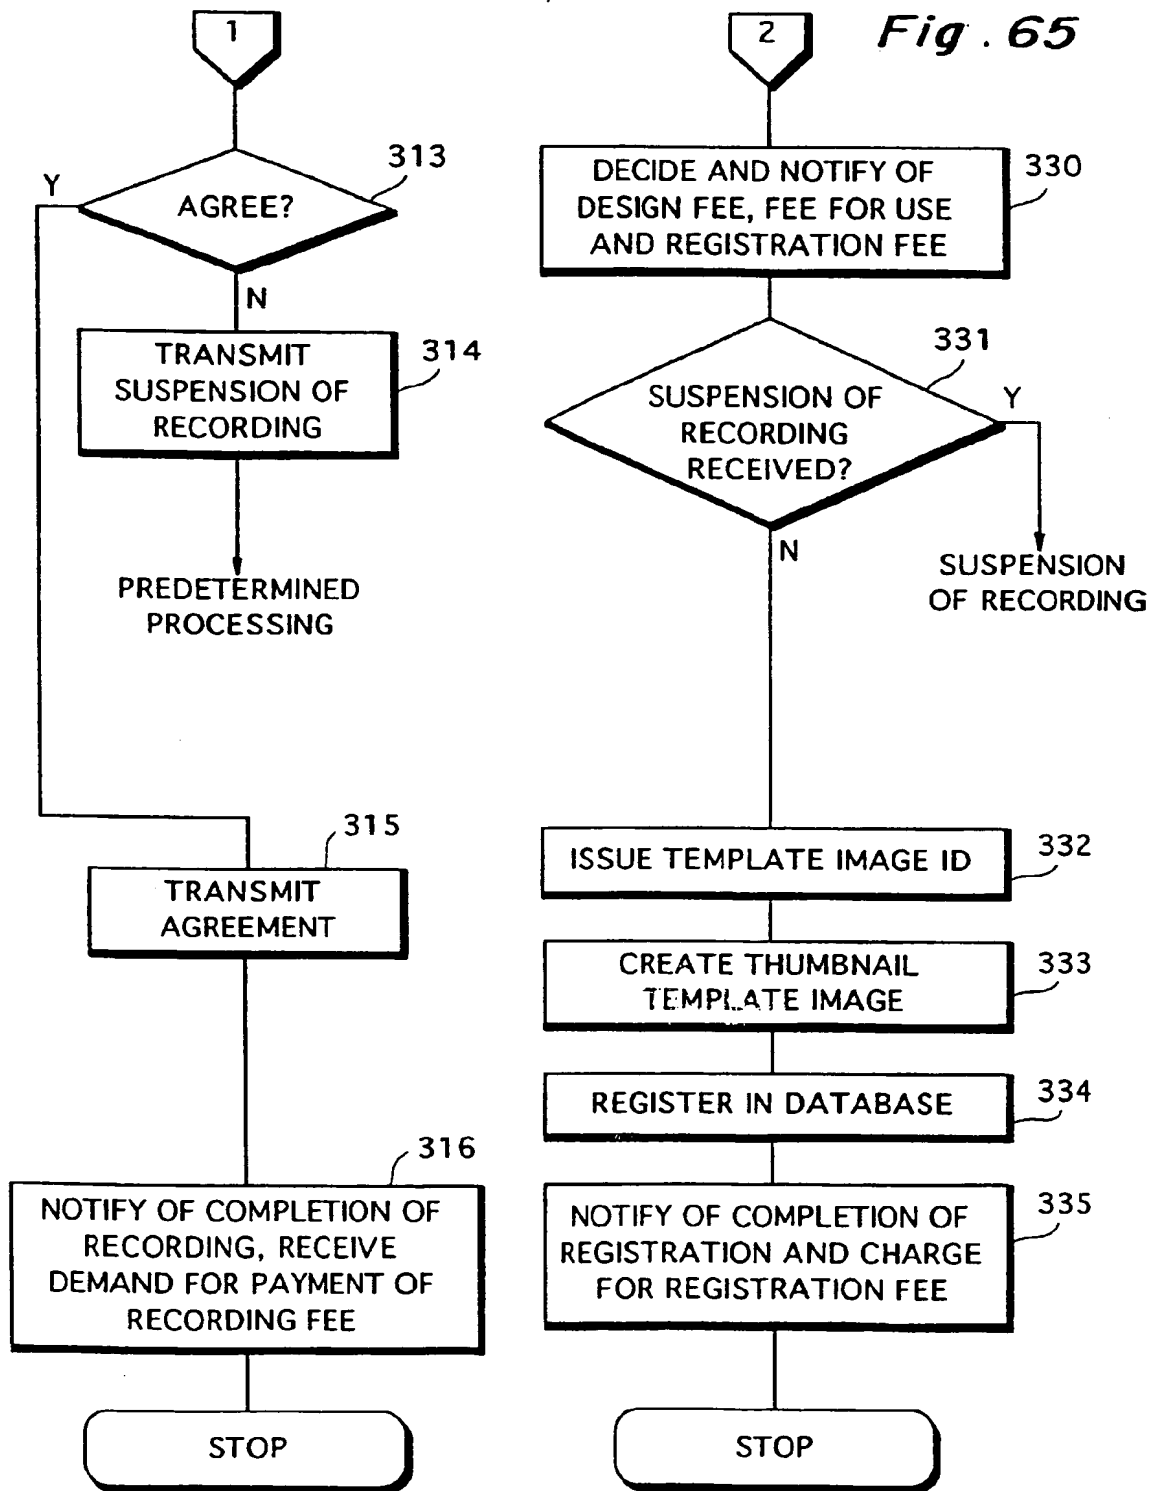 Fig. 65
1
AGREE?
313
Y
N
TRANSMIT
SUSPENSION OF
RECORDING
314
PREDETERMINED
PROCESSING
315
TRANSMIT
AGREEMENT
316
NOTIFY OF COMPLETION OF
RECORDING, RECEIVE
DEMAND FOR PAYMENT OF
RECORDING FEE
STOP
2
DECIDE AND NOTIFY OF
DESIGN FEE, FEE FOR USE
AND REGISTRATION FEE
330
331
SUSPENSION OF
RECORDING
RECEIVED?
Y
N
SUSPENSION
OF RECORDING
ISSUE TEMPLATE IMAGE ID
332
CREATE THUMBNAIL
TEMPLATE IMAGE
333
REGISTER IN DATABASE
334
NOTIFY OF COMPLETION OF
REGISTRATION AND CHARGE
FOR REGISTRATION FEE
335
STOP